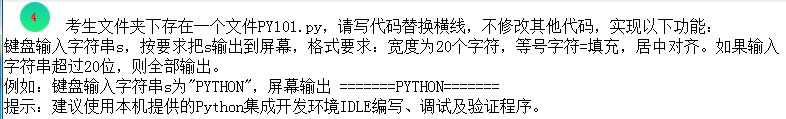 4 考生文件夹下存在一个文件PY101.py，请写代码替换横线，不修改其他代码，实现以下功能：
键盘输入字符串s，按要求把s输出到屏幕，格式要求：宽度为20个字符，等号字符=填充，居中对齐。如果输入
字符串超过20位，则全部输出。
例如：键盘输入字符串s为"PYTHON"，屏幕输出 =======PYTHON=======
提示：建议使用本机提供的Python集成开发环境IDLE编写、调试及验证程序。